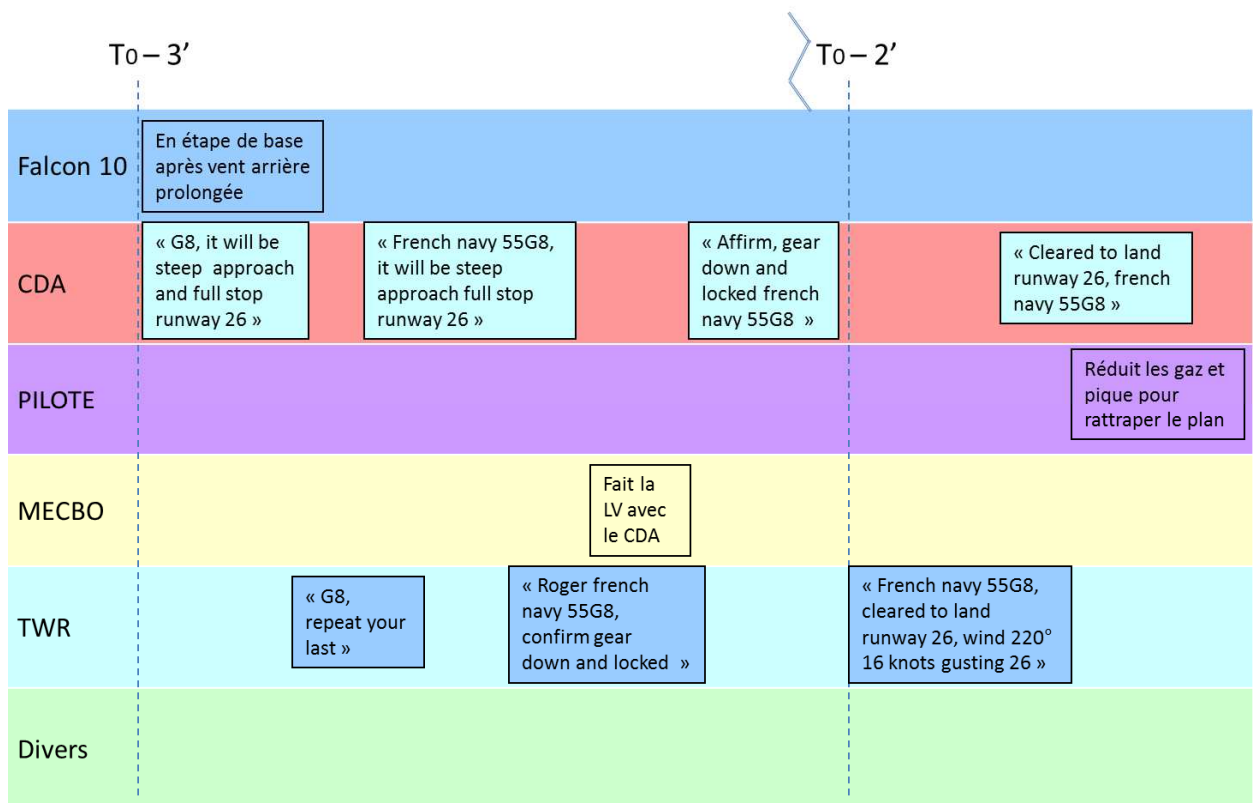 T0 – 3’
T0 – 2’
Falcon 10
En étape de base
après vent arrière
prolongée
CDA
« G8, it will be
steep approach
and full stop
runway 26 »
« French navy 55G8,
it will be steep
approach full stop
runway 26 »
« Affirm, gear
down and
locked french
navy 55G8 »
« Cleared to land
runway 26, french
navy 55G8 »
PILOTE
Réduit les gaz et
pique pour
rattraper le plan
MECBO
Fait la
LV avec
le CDA
TWR
« G8,
repeat your
last »
« Roger french
navy 55G8,
confirm gear
down and locked »
« French navy 55G8,
cleared to land
runway 26, wind 220°
16 knots gusting 26 »
Divers